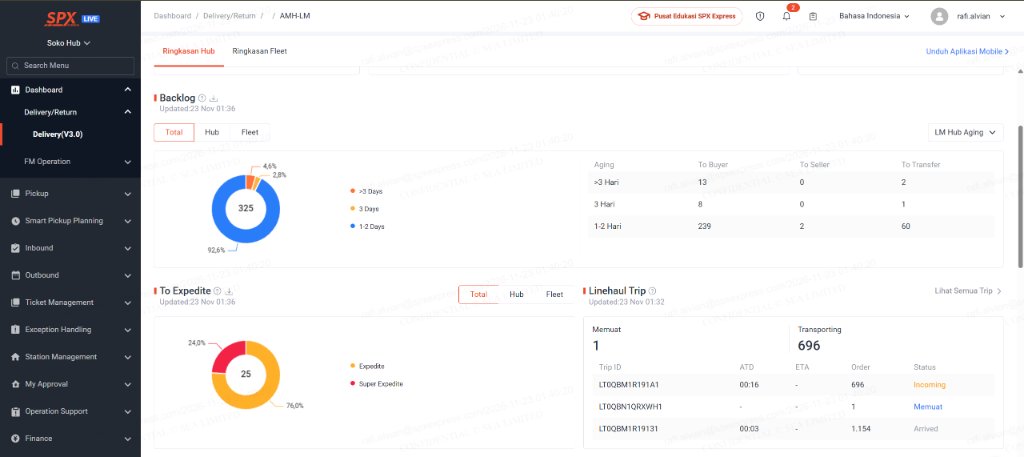 SPX LIVE
Dashboard / Delivery/Return / / AMH-LM
Pusat Edukasi SPX Express
2
Bahasa Indonesia
rafi.alvian
Soko Hub
Search Menu
Dashboard
Delivery/Return
Delivery(V3.0)
FM Operation
Pickup
Smart Pickup Planning
Inbound
Outbound
Ticket Management
Exception Handling
Station Management
My Approval
Operation Support
Finance
Ringkasan Hub Ringkasan Fleet Unduh Aplikasi Mobile >
Backlog
Updated:23 Nov 01:36
Total Hub Fleet
LM Hub Aging
4,6%
2,8%
325
92,6%
>3 Days
3 Days
1-2 Days
Aging To Buyer To Seller To Transfer
>3 Hari 13 0 2
3 Hari 8 0 1
1-2 Hari 239 2 60
To Expedite
Updated:23 Nov 01:36
Total Hub Fleet
24,0%
25
76,0%
Expedite
Super Expedite
Linehaul Trip
Updated:23 Nov 01:32
Lihat Semua Trip >
Memuat Transporting
1 696
Trip ID ATD ETA Order Status
LT0QBM1R191A1 00:16 - 696 Incoming
LT0QBN1QRXWH1 - - 1 Memuat
LT0QBM1R19131 00:03 - 1.154 Arrived